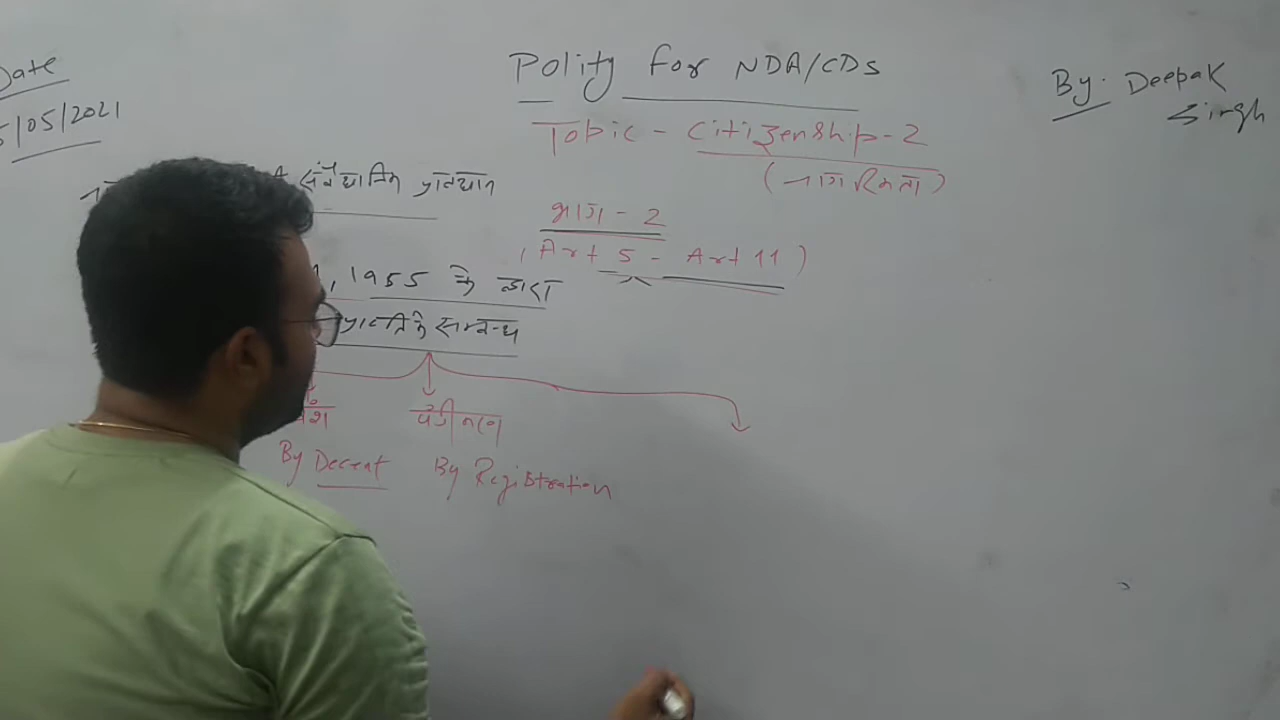 Date
5/05/2021
Polity for NDA/CDS
By. Deepak
Singh
Topic - Citizenship-2
(नागरिकता)
संवैधानिक प्रावधान
भाग - 2
(Art 5 - Art 11)
, 1955 के द्वारा
प्राप्ति के सम्बन्ध
वंश
पंजीकरण
By Decent
By Registration